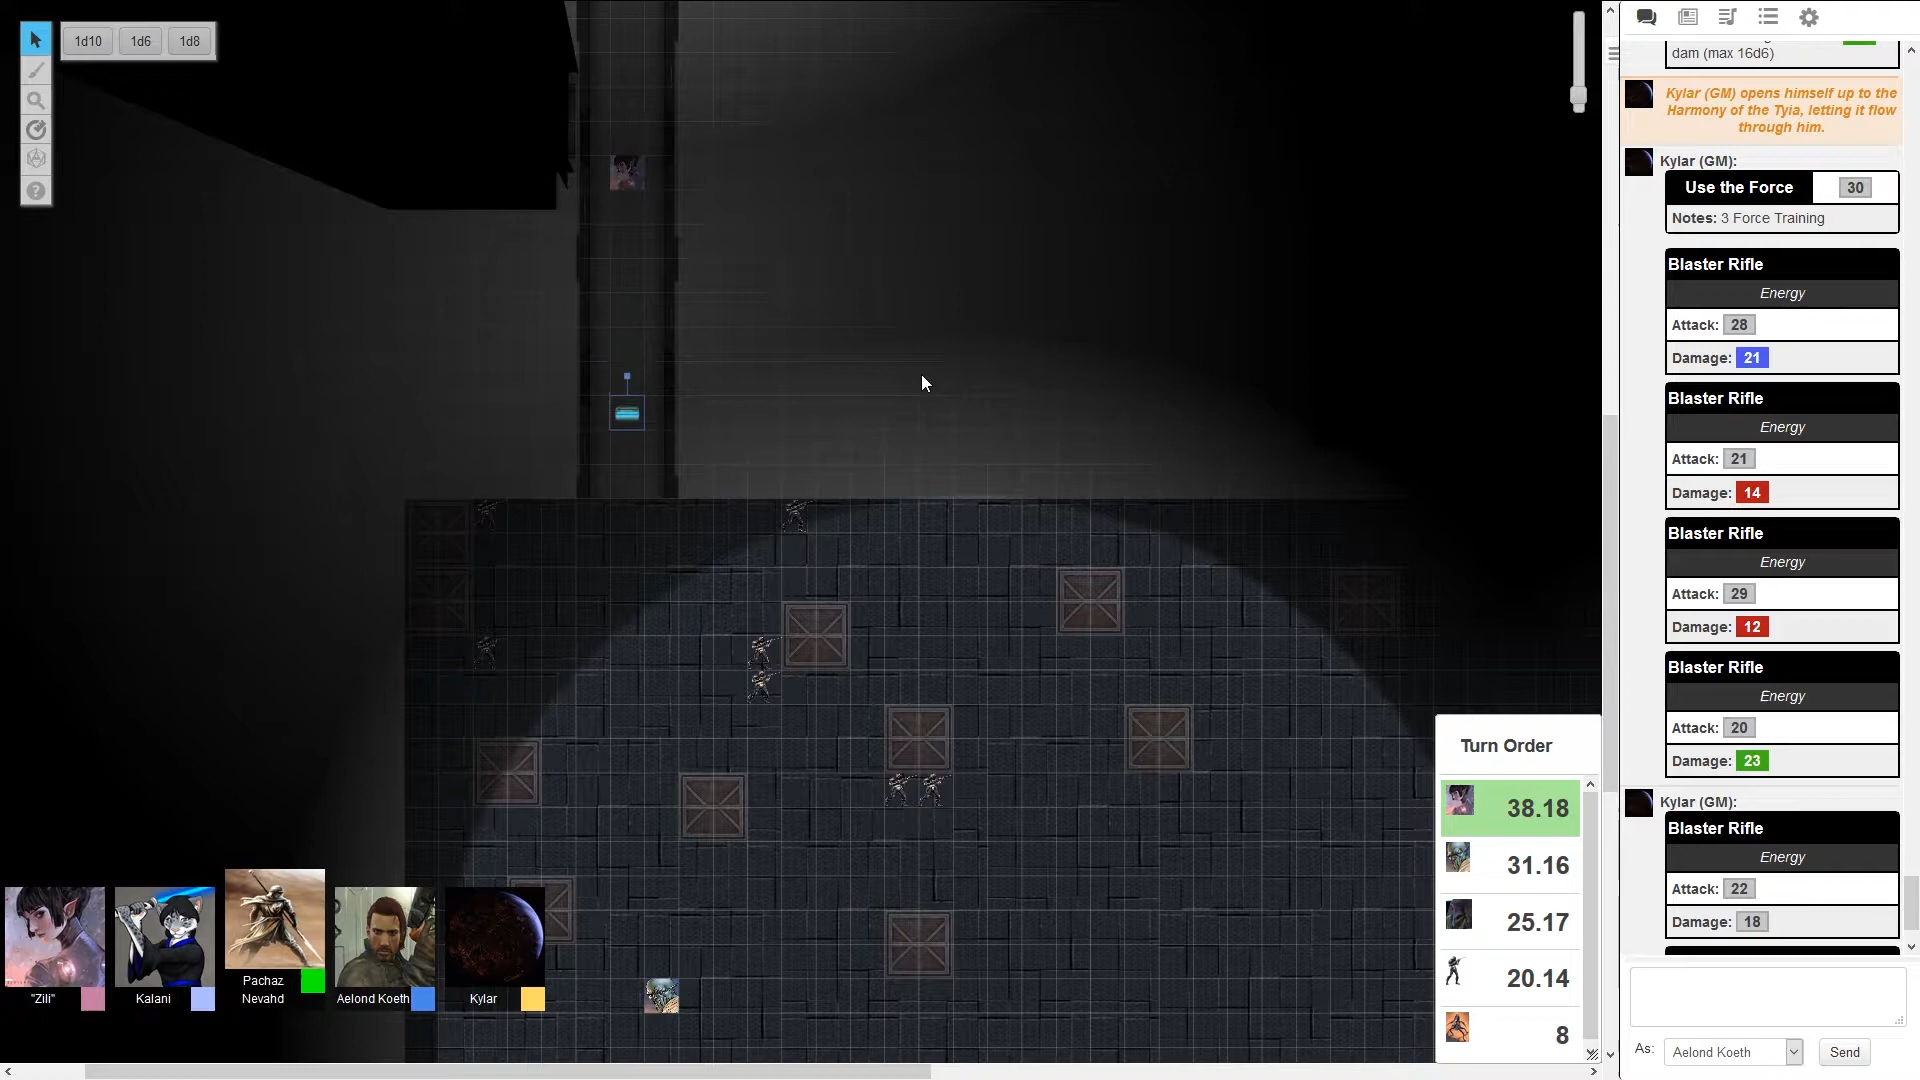 1d10 1d6 1d8
dam (max 16d6)
Kylar (GM) opens himself up to the
Harmony of the Tyia, letting it flow
through him.
Kylar (GM):
Use the Force 30
Notes: 3 Force Training
Blaster Rifle
Energy
Attack: 28
Damage: 21
Blaster Rifle
Energy
Attack: 21
Damage: 14
Blaster Rifle
Energy
Attack: 29
Damage: 12
Blaster Rifle
Energy
Attack: 20
Damage: 23
Kylar (GM):
Blaster Rifle
Energy
Attack: 22
Damage: 18
Turn Order
38.18
31.16
25.17
20.14
8
"Zili"
Kalani
Pachaz
Nevahd
Aelond Koeth
Kylar
As: Aelond Koeth Send